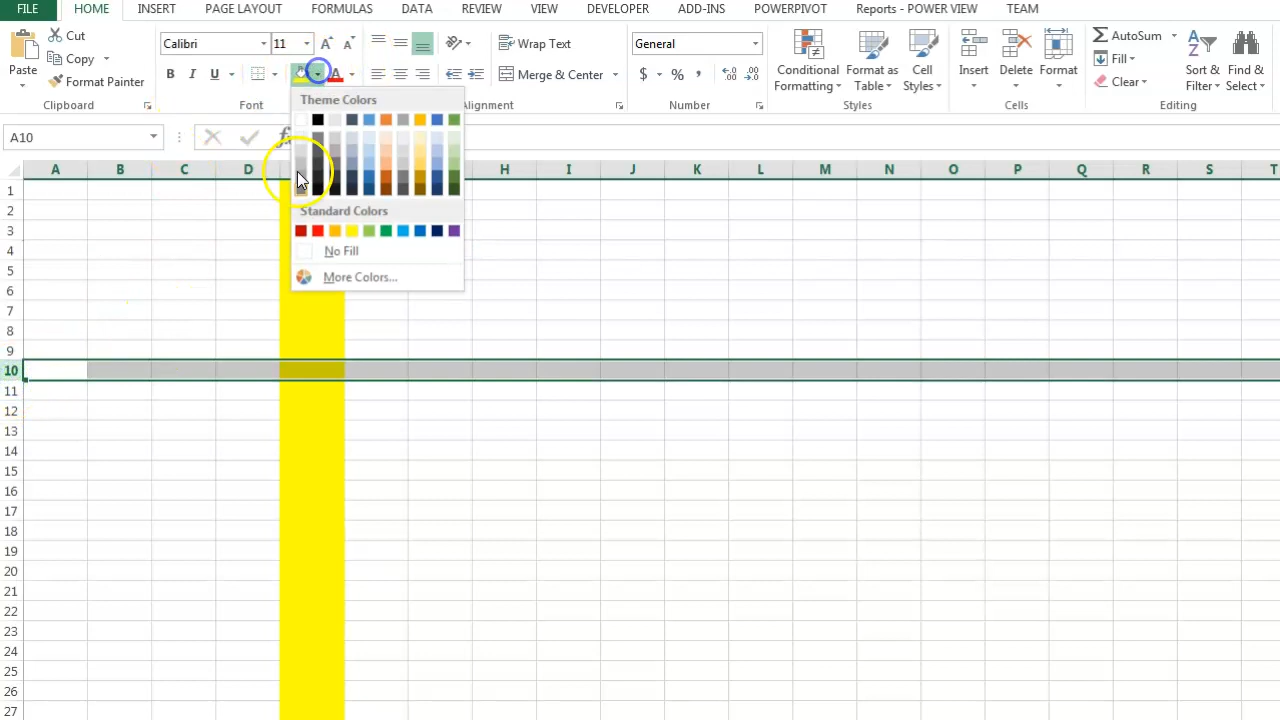 FILE HOME INSERT PAGE LAYOUT FORMULAS DATA REVIEW VIEW DEVELOPER ADD-INS POWERPIVOT Reports - POWER VIEW TEAM
Paste
Cut
Copy
Format Painter
Clipboard
Calibri 11
B I U A
Font
Wrap Text
Merge & Center
Alignment
General
$ % ,
Number
Conditional Formatting
Format as Table
Cell Styles
Styles
Insert
Delete
Format
Cells
AutoSum
Fill
Clear
Sort & Filter
Find & Select
Theme Colors
Standard Colors
No Fill
More Colors...
A10
A B C D H I J K L M N O P Q R S T
1
2
3
4
5
6
7
8
9
10
11
12
13
14
15
16
17
18
19
20
21
22
23
24
25
26
27